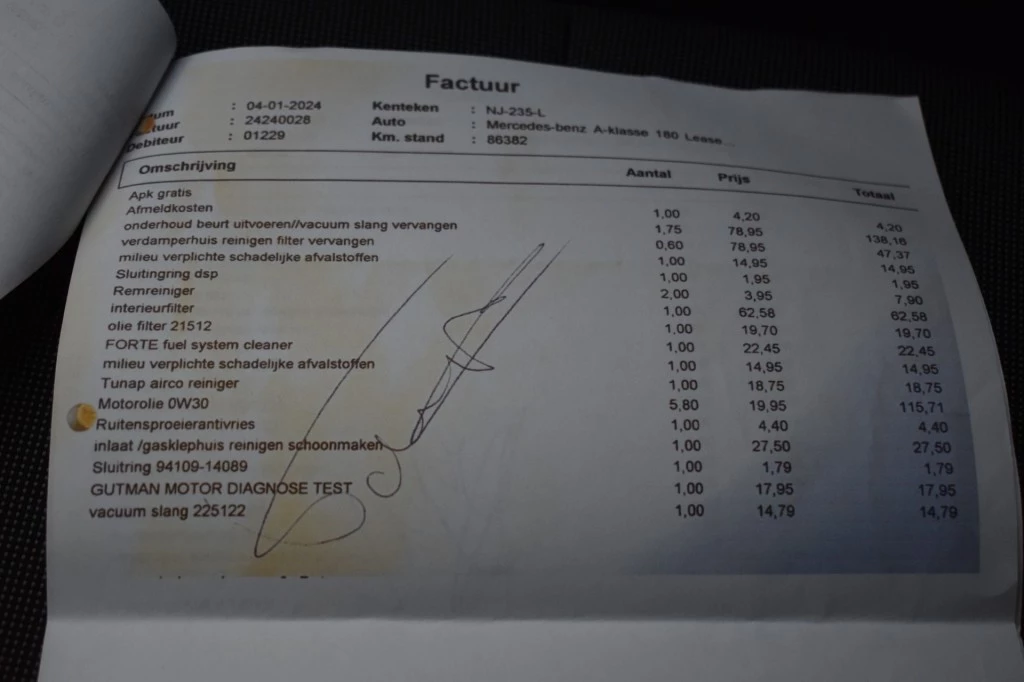 Factuur
: 04-01-2024 Kenteken : NJ-235-L
: 24240028 Auto : Mercedes-benz A-klasse 180 Lease...
Debiteur : 01229 Km. stand : 86382
Omschrijving Aantal Prijs Totaal
Apk gratis
Afmeldkosten 1,00 4,20 4,20
onderhoud beurt uitvoeren//vacuum slang vervangen 1,75 78,95 138,16
verdamperhuis reinigen filter vervangen 0,60 78,95 47,37
milieu verplichte schadelijke afvalstoffen 1,00 14,95 14,95
Sluitingring dsp 1,00 1,95 1,95
Remreiniger 2,00 3,95 7,90
interieurfilter 1,00 62,58 62,58
olie filter 21512 1,00 19,70 19,70
FORTE fuel system cleaner 1,00 22,45 22,45
milieu verplichte schadelijke afvalstoffen 1,00 14,95 14,95
Tunap airco reiniger 1,00 18,75 18,75
Motorolie 0W30 5,80 19,95 115,71
Ruitensproeierantivries 1,00 4,40 4,40
inlaat /gasklephuis reinigen schoonmaken 1,00 27,50 27,50
Sluitring 94109-14089 1,00 1,79 1,79
GUTMAN MOTOR DIAGNOSE TEST 1,00 17,95 17,95
vacuum slang 225122 1,00 14,79 14,79